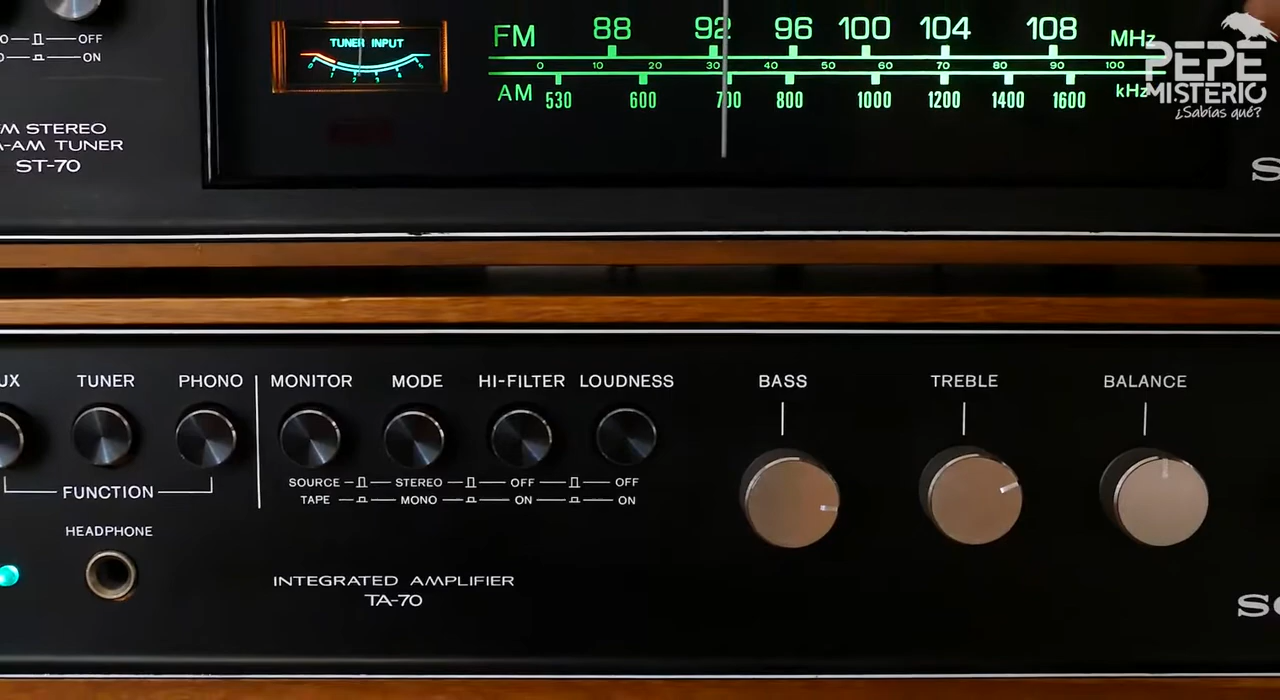 OFF
ON
TUNER INPUT
FM 88 92 96 100 104 108 MHz
0 10 20 30 40 50 60 70 80 90 100
AM 530 600 700 800 1000 1200 1400 1600 kHz
PEPE
MISTERIO
¿Sabías qué?
M STEREO
-AM TUNER
ST-70
S
UX TUNER PHONO MONITOR MODE HI-FILTER LOUDNESS BASS TREBLE BALANCE
SOURCE STEREO OFF OFF
TAPE MONO ON ON
FUNCTION
HEADPHONE
INTEGRATED AMPLIFIER
TA-70
SO